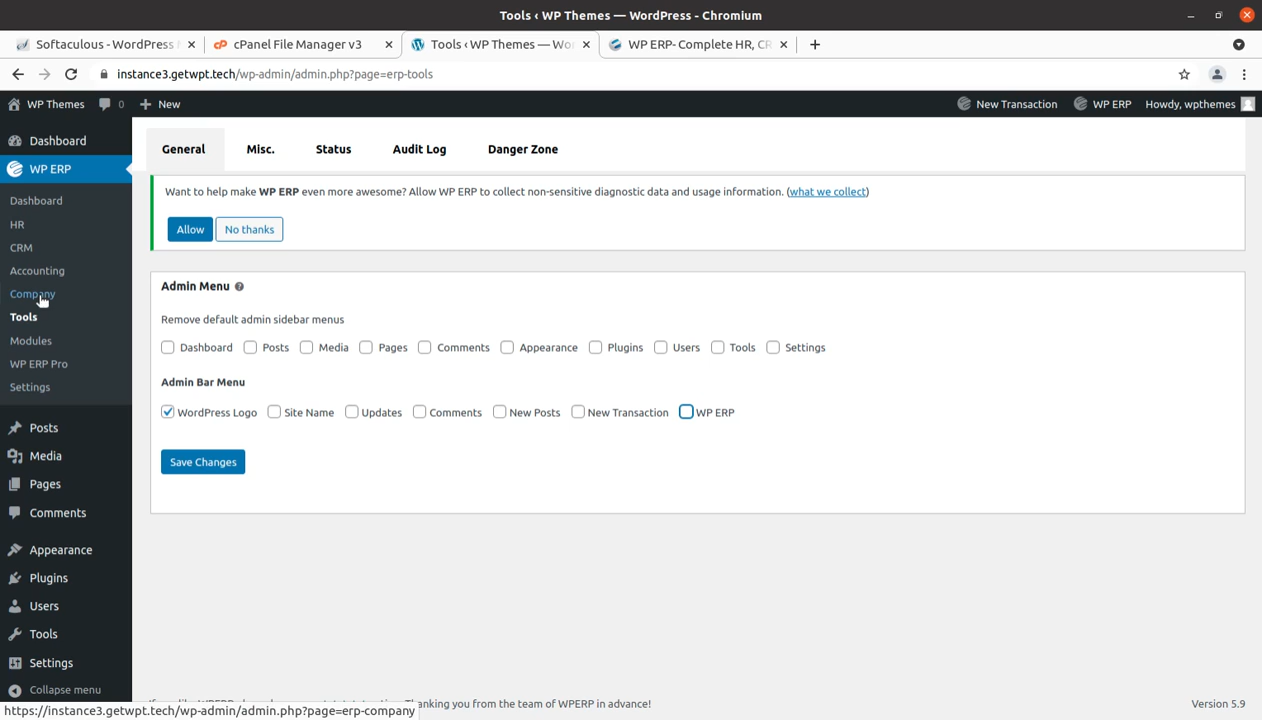 Tools ‹ WP Themes — WordPress - Chromium
Softaculous - WordPress
cPanel File Manager v3
Tools ‹ WP Themes — Wor
WP ERP- Complete HR, CR
instance3.getwpt.tech/wp-admin/admin.php?page=erp-tools
WP Themes 0 New New Transaction WP ERP Howdy, wpthemes
Dashboard
WP ERP
Dashboard
HR
CRM
Accounting
Company
Tools
Modules
WP ERP Pro
Settings
Posts
Media
Pages
Comments
Appearance
Plugins
Users
Tools
Settings
Collapse menu
General Misc. Status Audit Log Danger Zone
Want to help make WP ERP even more awesome? Allow WP ERP to collect non-sensitive diagnostic data and usage information. (what we collect)
Allow No thanks
Admin Menu
Remove default admin sidebar menus
Dashboard Posts Media Pages Comments Appearance Plugins Users Tools Settings
Admin Bar Menu
WordPress Logo Site Name Updates Comments New Posts New Transaction WP ERP
Save Changes
anking you from the team of WPERP in advance! Version 5.9
https://instance3.getwpt.tech/wp-admin/admin.php?page=erp-company